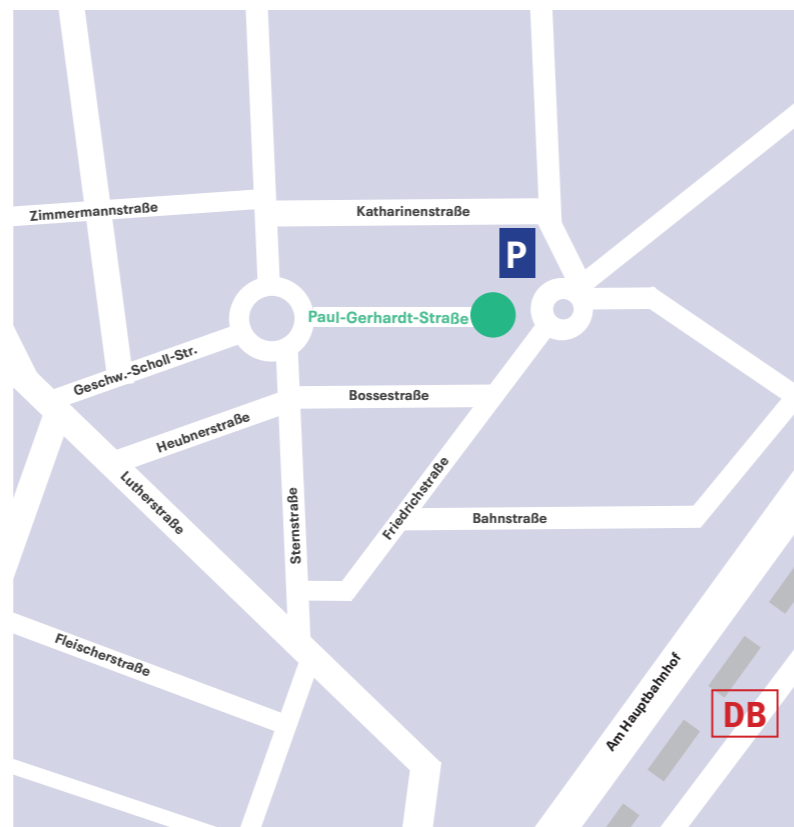 Zimmermannstraße
Katharinenstraße
P
Paul-Gerhardt-Straße
Geschw.-Scholl-Str.
Bossestraße
Heubnerstraße
Lutherstraße
Sternstraße
Friedrichstraße
Bahnstraße
Fleischerstraße
Am Hauptbahnhof
DB